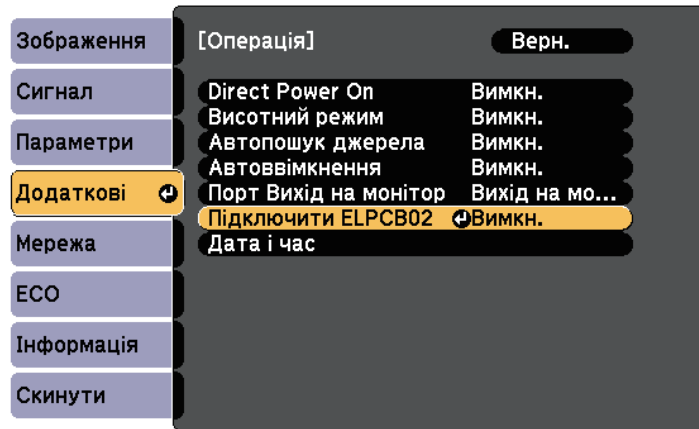 Зображення
Сигнал
Параметри
Додаткові
Мережа
ECO
Інформація
Скинути
[Операція] Верн.
Direct Power On Вимкн.
Висотний режим Вимкн.
Автопошук джерела Вимкн.
Автоввімкнення Вимкн.
Порт Вихід на монітор Вихід на мо...
Підключити ELPCB02 Вимкн.
Дата і час